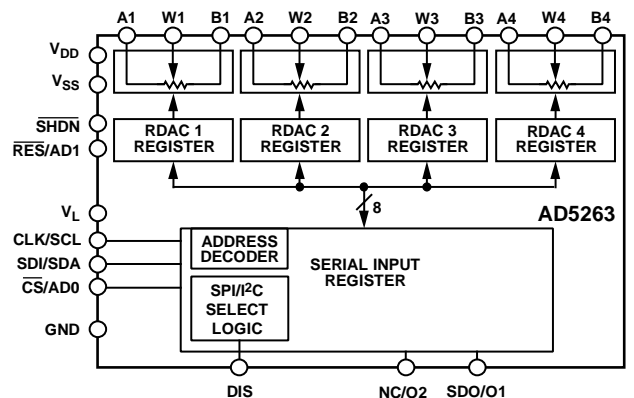 A1 W1 B1 A2 W2 B2 A3 W3 B3 A4 W4 B4
VDD
VSS
SHDN
RES/AD1
RDAC 1 REGISTER
RDAC 2 REGISTER
RDAC 3 REGISTER
RDAC 4 REGISTER
8
AD5263
VL
CLK/SCL
SDI/SDA
CS/AD0
GND
ADDRESS
DECODER
SERIAL INPUT
REGISTER
SPI/I²C
SELECT
LOGIC
DIS
NC/O2
SDO/O1